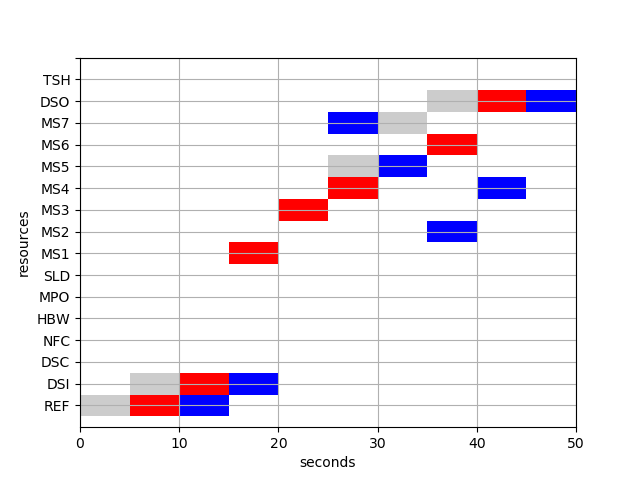 TSH
DSO
MS7
MS6
MS5
MS4
MS3
MS2
MS1
SLD
MPO
HBW
NFC
DSC
DSI
REF
resources
0 10 20 30 40 50
seconds